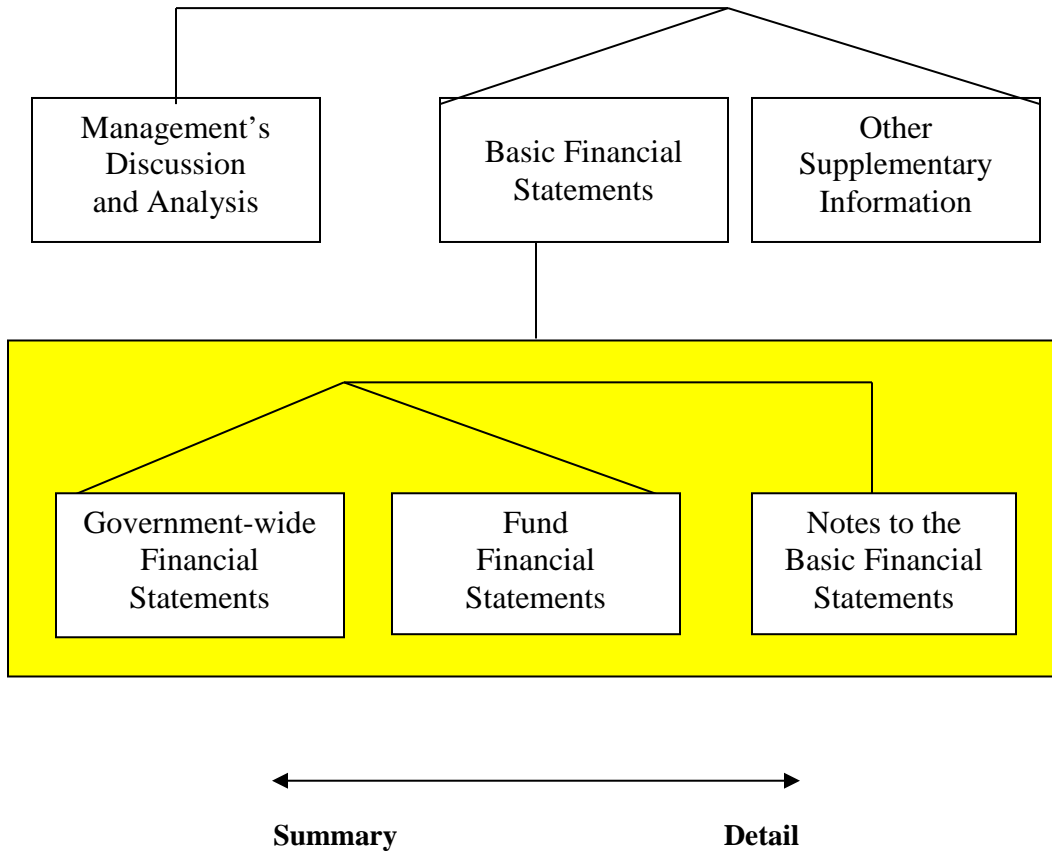 Management’s
Discussion
and Analysis
Basic Financial
Statements
Other
Supplementary
Information
Government-wide
Financial
Statements
Fund
Financial
Statements
Notes to the
Basic Financial
Statements
Summary
Detail